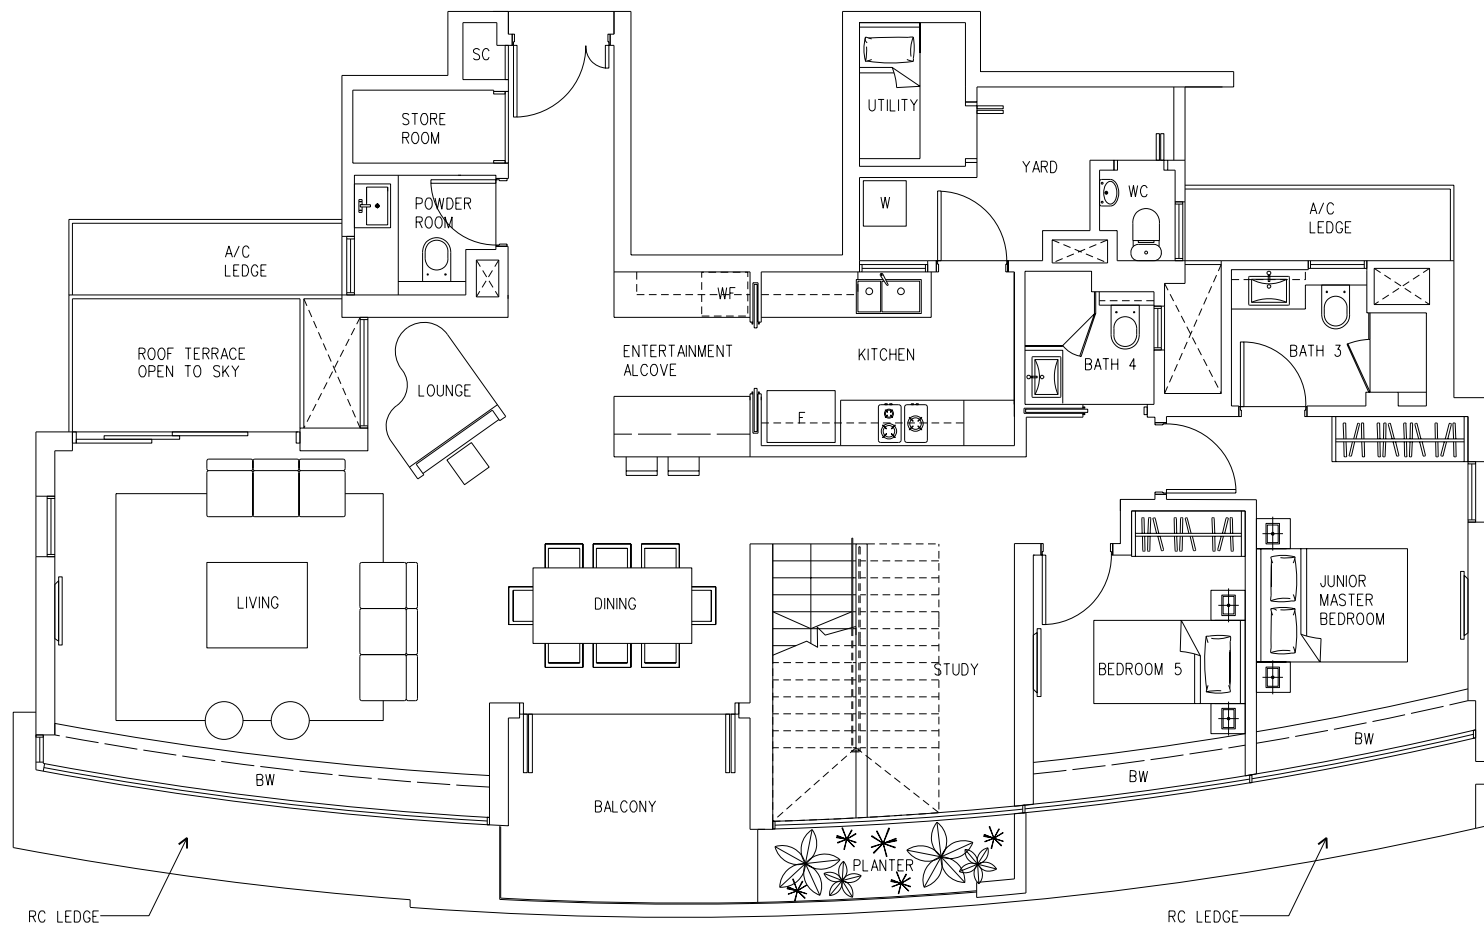 SC
STORE
ROOM
POWDER
ROOM
A/C
LEDGE
ROOF TERRACE
OPEN TO SKY
LOUNGE
UTILITY
YARD
WC
W
A/C
LEDGE
WF
ENTERTAINMENT
ALCOVE
KITCHEN
F
BATH 4
BATH 3
LIVING
DINING
STUDY
BEDROOM 5
JUNIOR
MASTER
BEDROOM
BW
BW
BW
BALCONY
PLANTER
RC LEDGE
RC LEDGE